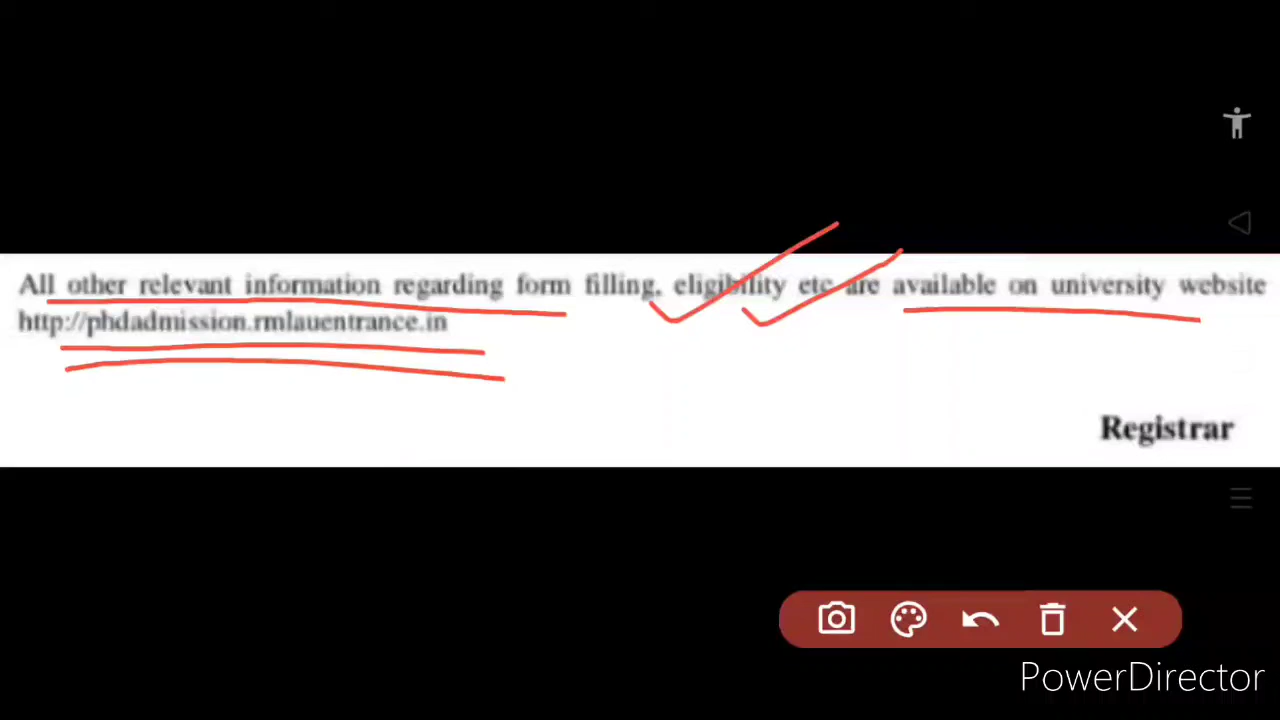 All other relevant information regarding form filling, eligibility etc are available on university website
http://phdadmission.rmlauentrance.in
Registrar
PowerDirector